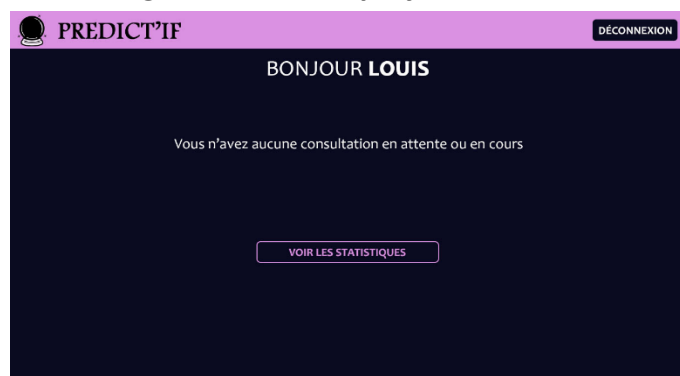 PREDICT'IF
DÉCONNEXION
BONJOUR LOUIS
Vous n'avez aucune consultation en attente ou en cours
VOIR LES STATISTIQUES